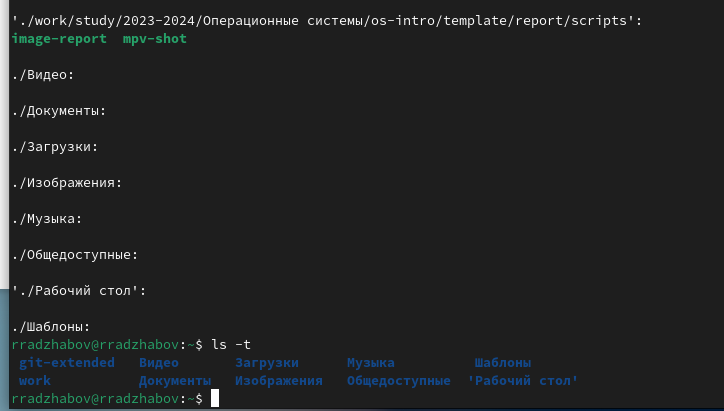 './work/study/2023-2024/Операционные системы/os-intro/template/report/scripts':
image-report  mpv-shot
./Видео:
./Документы:
./Загрузки:
./Изображения:
./Музыка:
./Общедоступные:
'./Рабочий стол':
./Шаблоны:
rradzhabov@rradzhabov:~$ ls -t
git-extended   Видео       Загрузки      Музыка          Шаблоны
work           Документы   Изображения   Общедоступные  'Рабочий стол'
rradzhabov@rradzhabov:~$